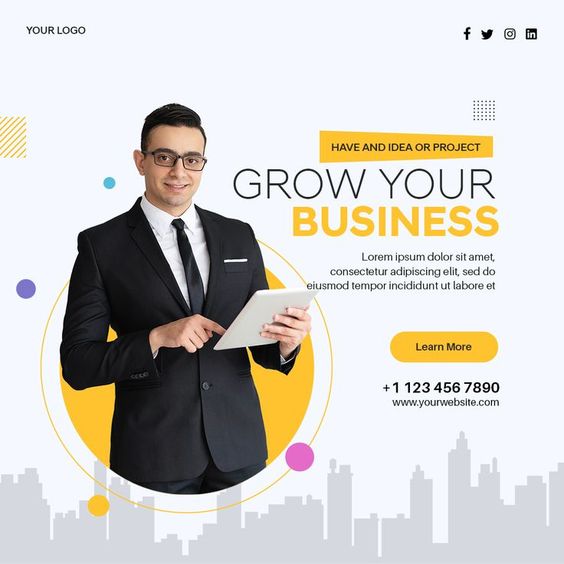 YOUR LOGO
HAVE AND IDEA OR PROJECT
GROW YOUR
BUSINESS
Lorem ipsum dolor sit amet,
consectetur adipiscing elit, sed do
eiusmod tempor incididunt ut labore et
Learn More
+1 123 456 7890
www.yourwebsite.com